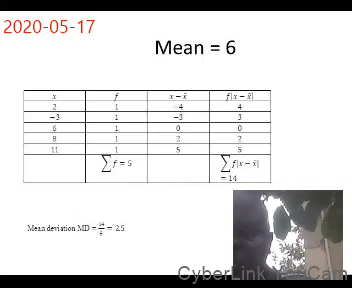 2020-05-17
Mean = 6
x f x − x̄ f|x − x̄|
2 1 −4 4
−3 1 −3 3
6 1 0 0
8 1 2 2
11 1 5 5
∑f = 5 ∑f|x − x̄| = 14
Mean deviation MD = 14/5 = 2.5
CyberLink YouCam